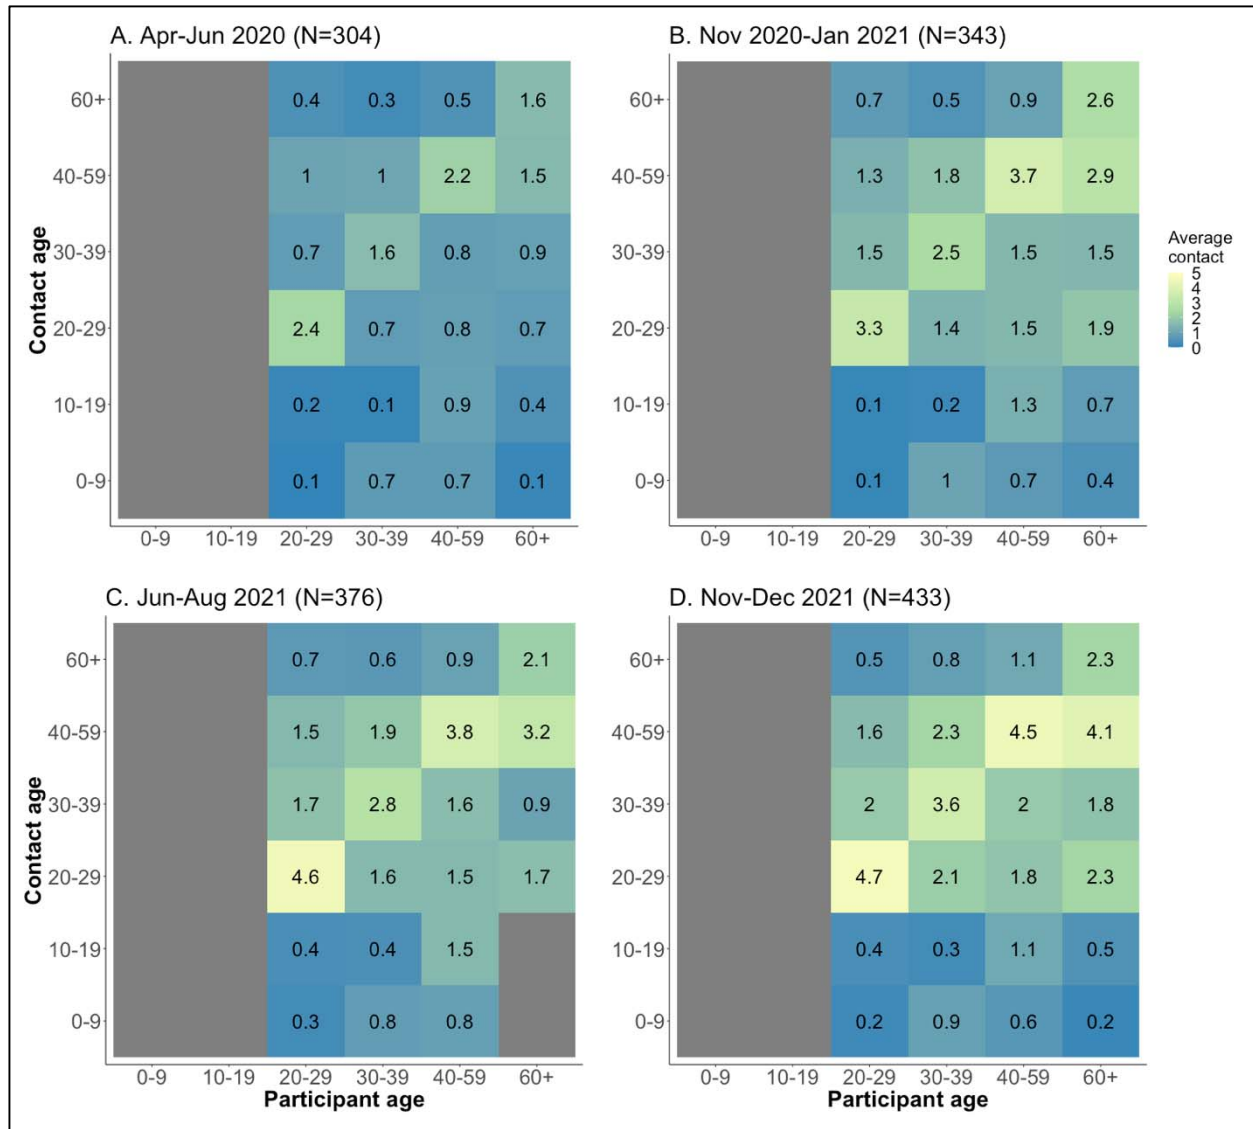 A. Apr-Jun 2020 (N=304)
60+ 0.4 0.3 0.5 1.6
40-59 1 1 2.2 1.5
30-39 0.7 1.6 0.8 0.9
20-29 2.4 0.7 0.8 0.7
10-19 0.2 0.1 0.9 0.4
0-9 0.1 0.7 0.7 0.1
0-9 10-19 20-29 30-39 40-59 60+
Contact age
B. Nov 2020-Jan 2021 (N=343)
60+ 0.7 0.5 0.9 2.6
40-59 1.3 1.8 3.7 2.9
30-39 1.5 2.5 1.5 1.5
20-29 3.3 1.4 1.5 1.9
10-19 0.1 0.2 1.3 0.7
0-9 0.1 1 0.7 0.4
0-9 10-19 20-29 30-39 40-59 60+
Average
contact
5
4
3
2
1
0
C. Jun-Aug 2021 (N=376)
60+ 0.7 0.6 0.9 2.1
40-59 1.5 1.9 3.8 3.2
30-39 1.7 2.8 1.6 0.9
20-29 4.6 1.6 1.5 1.7
10-19 0.4 0.4 1.5
0-9 0.3 0.8 0.8
0-9 10-19 20-29 30-39 40-59 60+
Contact age
Participant age
D. Nov-Dec 2021 (N=433)
60+ 0.5 0.8 1.1 2.3
40-59 1.6 2.3 4.5 4.1
30-39 2 3.6 2 1.8
20-29 4.7 2.1 1.8 2.3
10-19 0.4 0.3 1.1 0.5
0-9 0.2 0.9 0.6 0.2
0-9 10-19 20-29 30-39 40-59 60+
Participant age